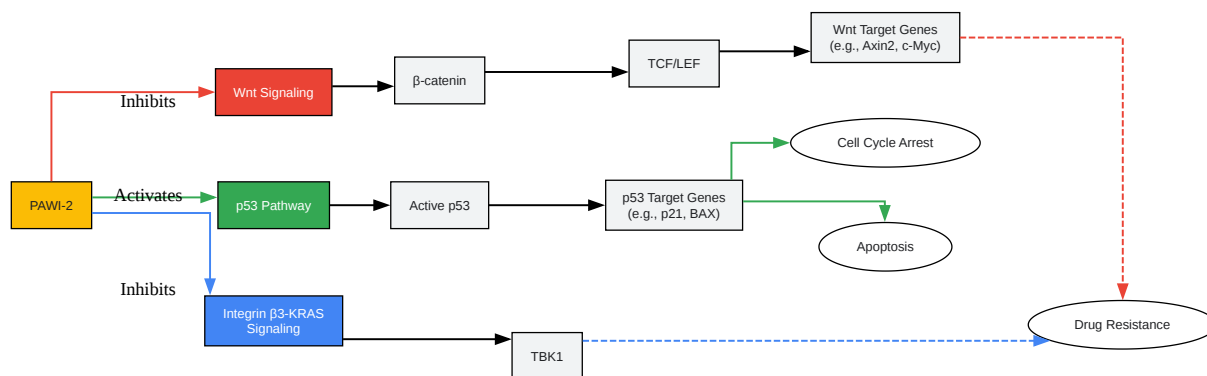 Wnt Target Genes
(e.g., Axin2, c-Myc)
TCF/LEF
β-catenin
Wnt Signaling
Inhibits
Cell Cycle Arrest
PAWI-2
Activates
p53 Pathway
Active p53
p53 Target Genes
(e.g., p21, BAX)
Apoptosis
Inhibits
Integrin β3-KRAS
Signaling
TBK1
Drug Resistance